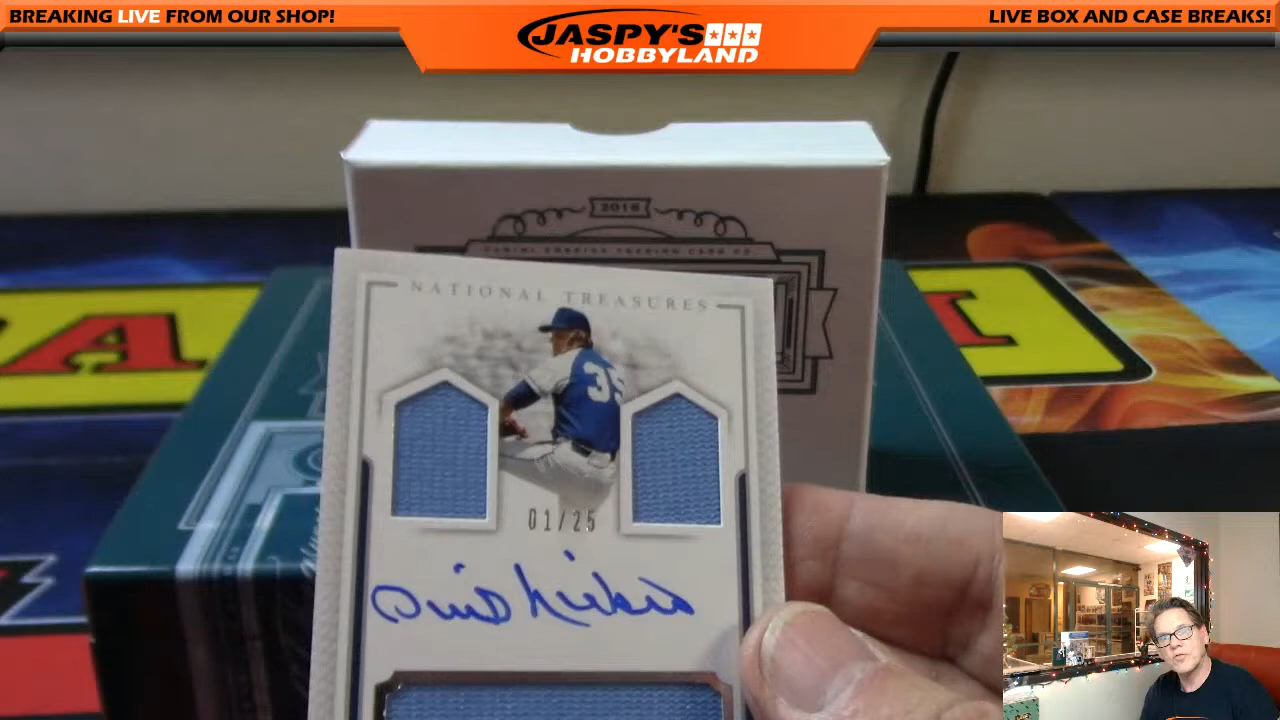 BREAKING LIVE FROM OUR SHOP!
JASPY'S
HOBBYLAND
LIVE BOX AND CASE BREAKS!
2016
NATIONAL TREASURES
35
01/25